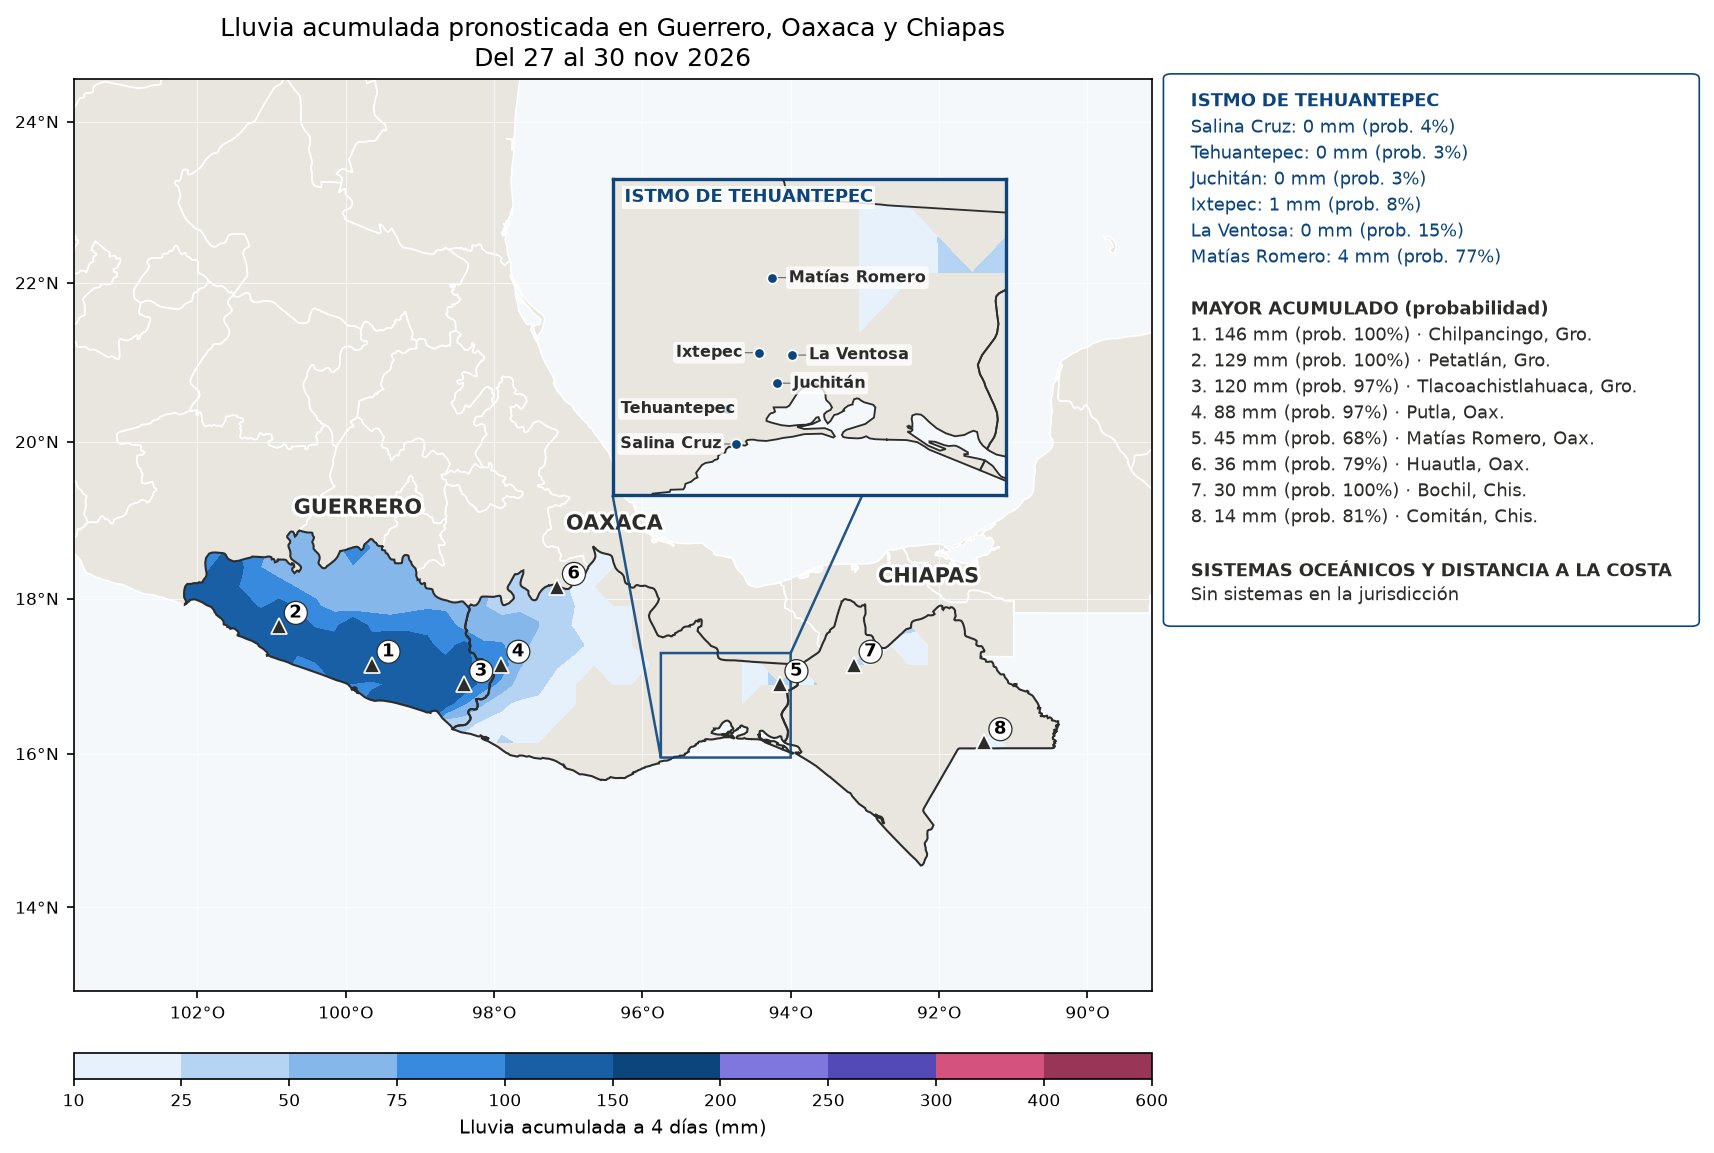 Lluvia acumulada pronosticada en Guerrero, Oaxaca y Chiapas
Del 27 al 30 nov 2026
24°N
22°N
20°N
18°N
16°N
14°N
102°O
100°O
98°O
96°O
94°O
92°O
90°O
ISTMO DE TEHUANTEPEC
Matías Romero
Ixtepec
La Ventosa
Juchitán
Tehuantepec
Salina Cruz
GUERRERO
OAXACA
CHIAPAS
6
2
1
3
4
5
7
8
ISTMO DE TEHUANTEPEC
Salina Cruz: 0 mm (prob. 4%)
Tehuantepec: 0 mm (prob. 3%)
Juchitán: 0 mm (prob. 3%)
Ixtepec: 1 mm (prob. 8%)
La Ventosa: 0 mm (prob. 15%)
Matías Romero: 4 mm (prob. 77%)
MAYOR ACUMULADO (probabilidad)
1. 146 mm (prob. 100%) · Chilpancingo, Gro.
2. 129 mm (prob. 100%) · Petatlán, Gro.
3. 120 mm (prob. 97%) · Tlacoachistlahuaca, Gro.
4. 88 mm (prob. 97%) · Putla, Oax.
5. 45 mm (prob. 68%) · Matías Romero, Oax.
6. 36 mm (prob. 79%) · Huautla, Oax.
7. 30 mm (prob. 100%) · Bochil, Chis.
8. 14 mm (prob. 81%) · Comitán, Chis.
SISTEMAS OCEÁNICOS Y DISTANCIA A LA COSTA
Sin sistemas en la jurisdicción
10
25
50
75
100
150
200
250
300
400
600
Lluvia acumulada a 4 días (mm)